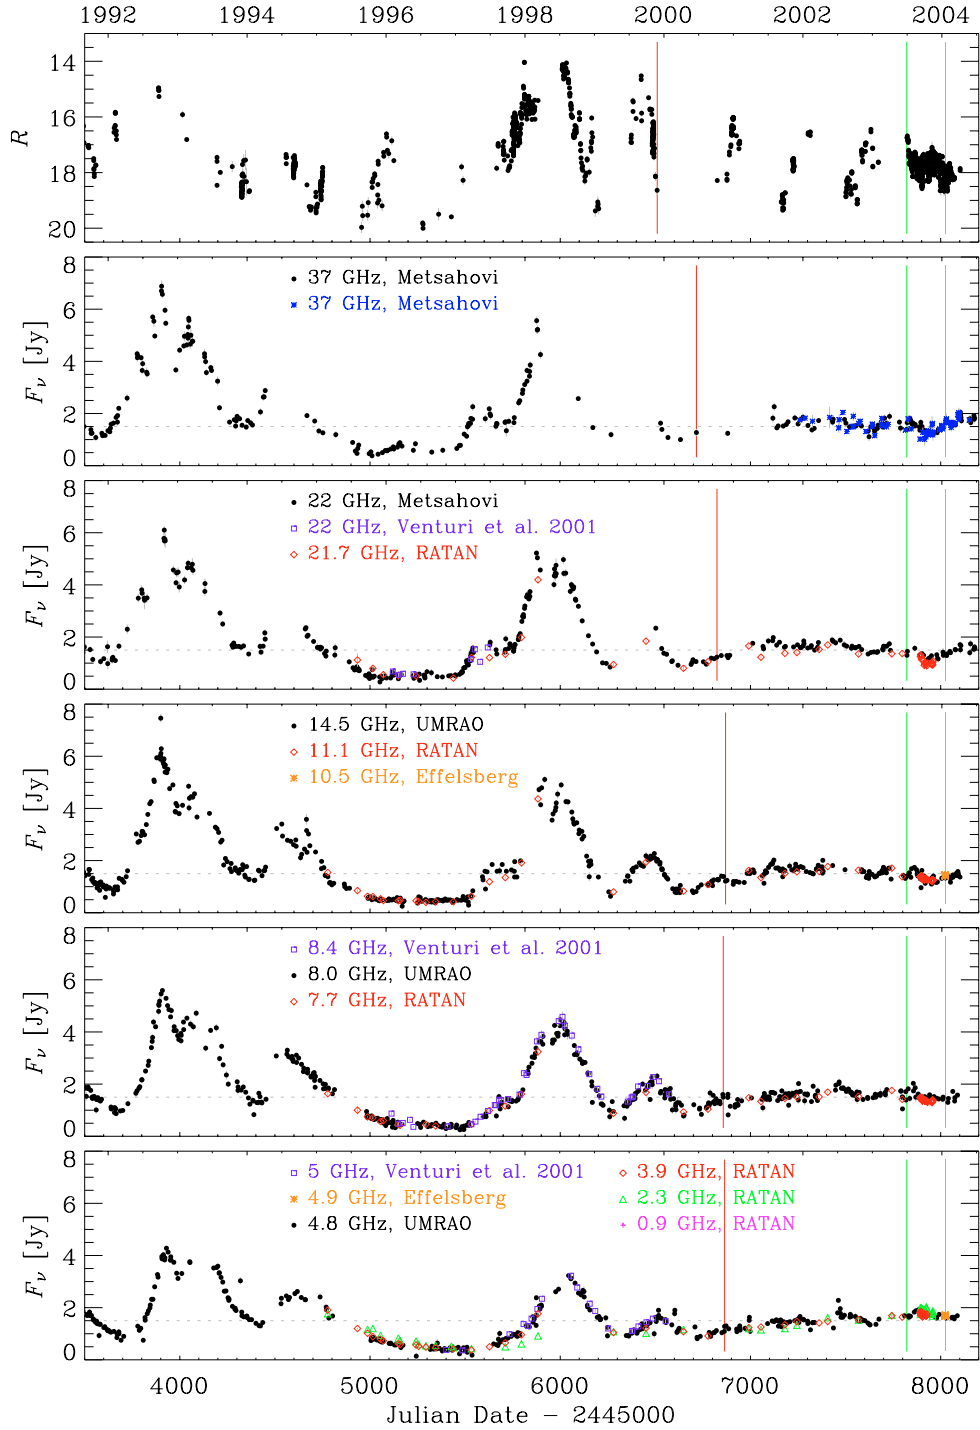 1992 1994 1996 1998 2000 2002 2004
14
16
R
18
20
8
37 GHz, Metsahovi
37 GHz, Metsahovi
6
Fν [Jy]
4
2
0
8
22 GHz, Metsahovi
22 GHz, Venturi et al. 2001
21.7 GHz, RATAN
6
Fν [Jy]
4
2
0
8
14.5 GHz, UMRAO
11.1 GHz, RATAN
10.5 GHz, Effelsberg
6
Fν [Jy]
4
2
0
8
8.4 GHz, Venturi et al. 2001
8.0 GHz, UMRAO
7.7 GHz, RATAN
6
Fν [Jy]
4
2
0
8
5 GHz, Venturi et al. 2001 3.9 GHz, RATAN
4.9 GHz, Effelsberg 2.3 GHz, RATAN
4.8 GHz, UMRAO 0.9 GHz, RATAN
6
Fν [Jy]
4
2
0
4000 5000 6000 7000 8000
Julian Date − 2445000